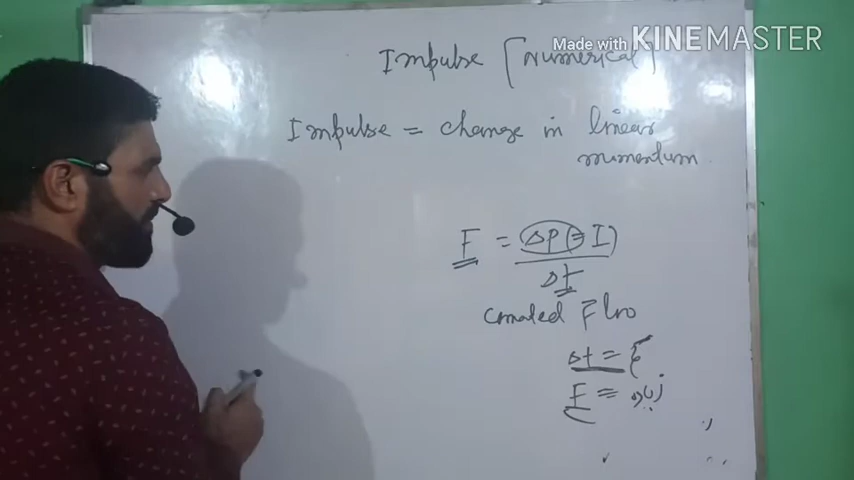 Made with KINEMASTER
Impulse [Numerical]
Impulse = change in linear
momentum
F = ΔP (= I)
Δt
Δt =
F =